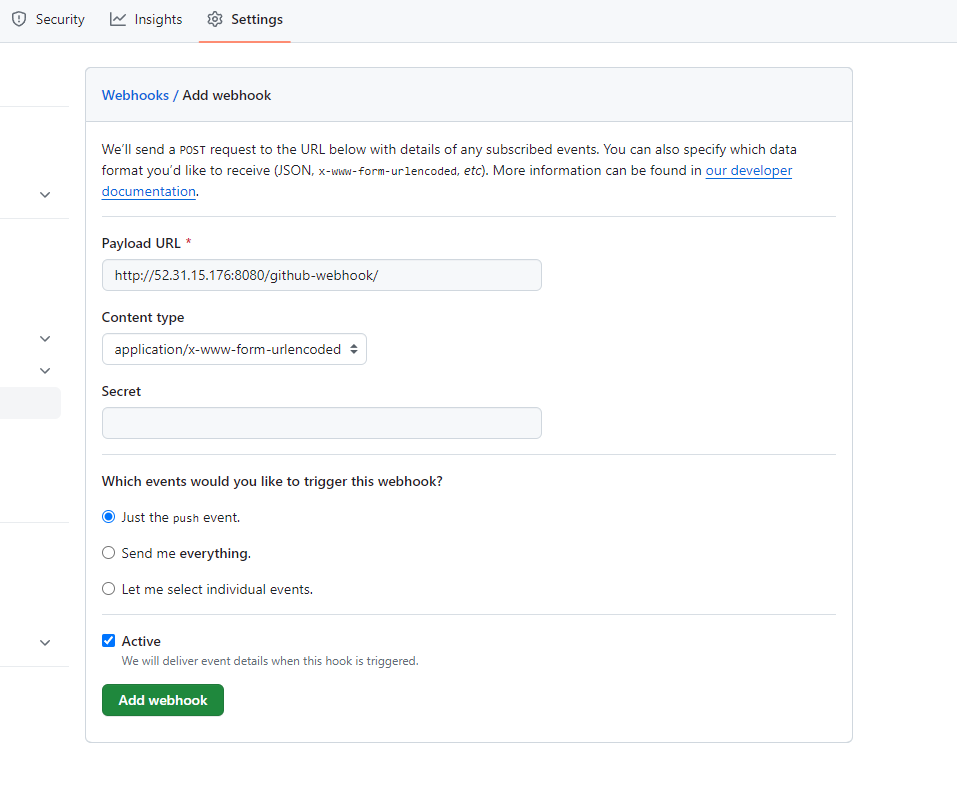 Security Insights Settings
Webhooks / Add webhook
We’ll send a POST request to the URL below with details of any subscribed events. You can also specify which data
format you’d like to receive (JSON, x-www-form-urlencoded, etc). More information can be found in our developer
documentation.
Payload URL *
http://52.31.15.176:8080/github-webhook/
Content type
application/x-www-form-urlencoded
Secret
Which events would you like to trigger this webhook?
Just the push event.
Send me everything.
Let me select individual events.
Active
We will deliver event details when this hook is triggered.
Add webhook